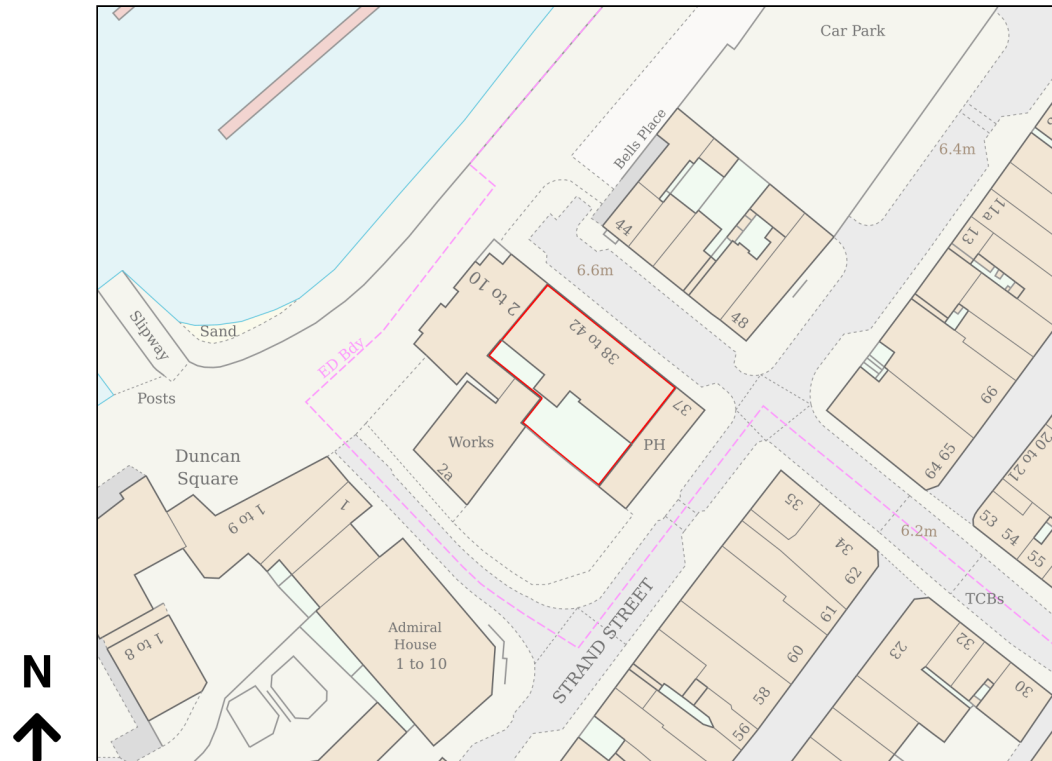 Car Park
Bells Place
6.4m
11a
13
44
6.6m
2 to 10
48
38 to 42
Slipway
Sand
ED Bdy
Posts
37
66
Works
PH
2a
64 65
20 to 21
Duncan
Square
1 to 9
1
35
34
53
54
55
6.2m
62
TCBs
61
Admiral
House
1 to 10
STRAND STREET
1 to 8
60
23
32
58
30
56
N